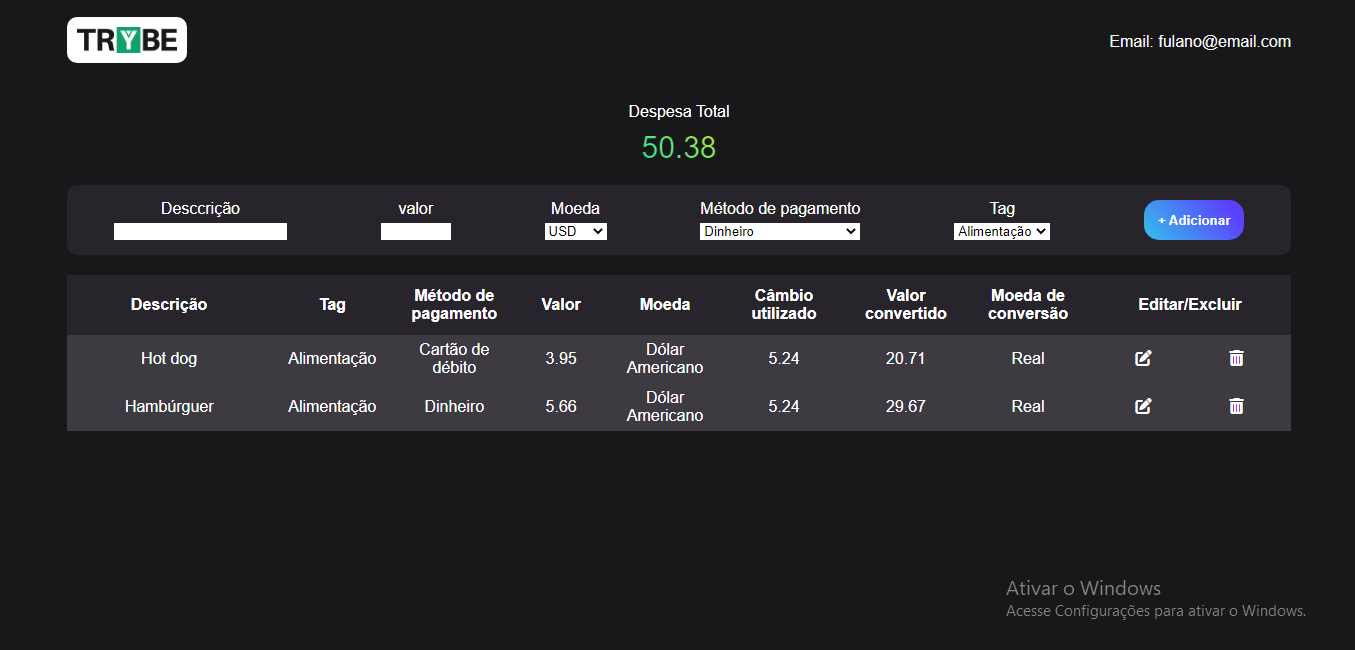 TRYBE
Email: fulano@email.com
Despesa Total
50.38
Desccrição valor Moeda Método de pagamento Tag
USD Dinheiro Alimentação + Adicionar
Descrição Tag Método de pagamento Valor Moeda Câmbio utilizado Valor convertido Moeda de conversão Editar/Excluir
Hot dog Alimentação Cartão de débito 3.95 Dólar Americano 5.24 20.71 Real
Hambúrguer Alimentação Dinheiro 5.66 Dólar Americano 5.24 29.67 Real
Ativar o Windows
Acesse Configurações para ativar o Windows.